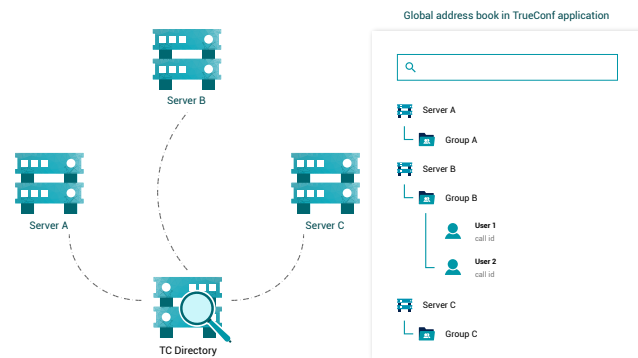 Global address book in TrueConf application
Server B
Server A
Server C
TC Directory
Server A
Group A
Server B
Group B
User 1
call id
User 2
call id
Server C
Group C